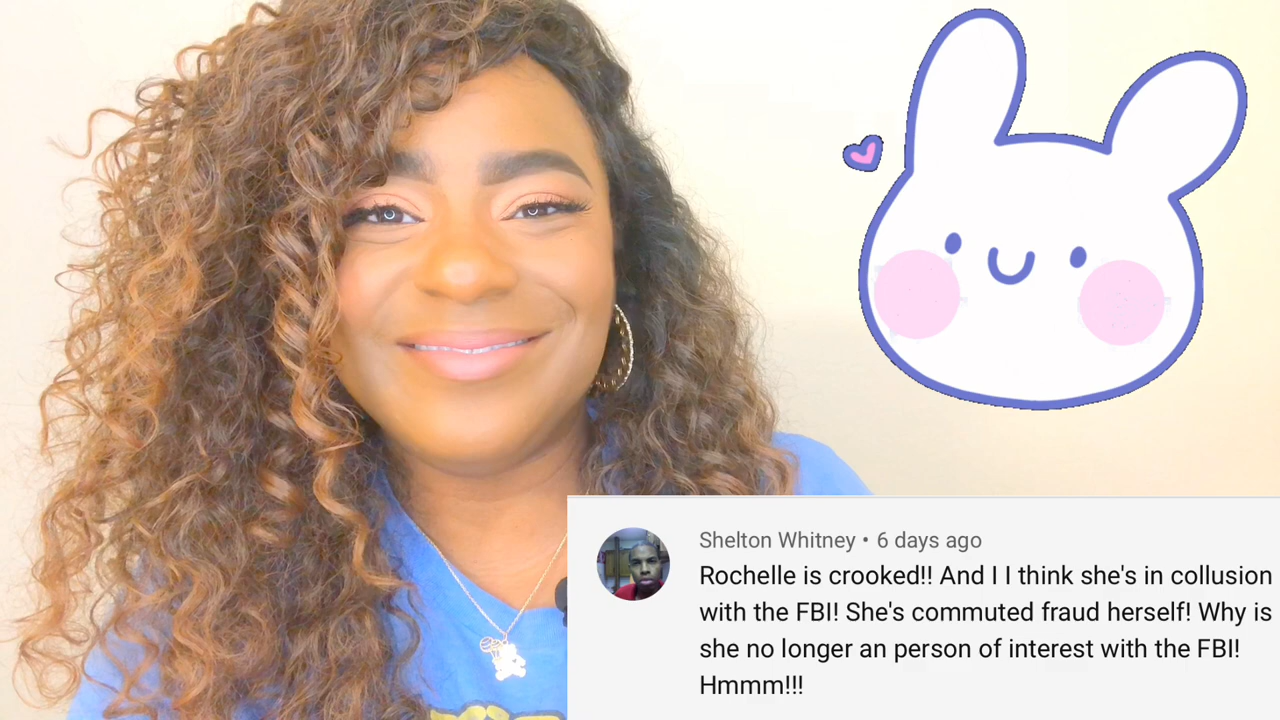 Shelton Whitney • 6 days ago
Rochelle is crooked!! And I I think she's in collusion
with the FBI! She's commuted fraud herself! Why is
she no longer an person of interest with the FBI!
Hmmm!!!